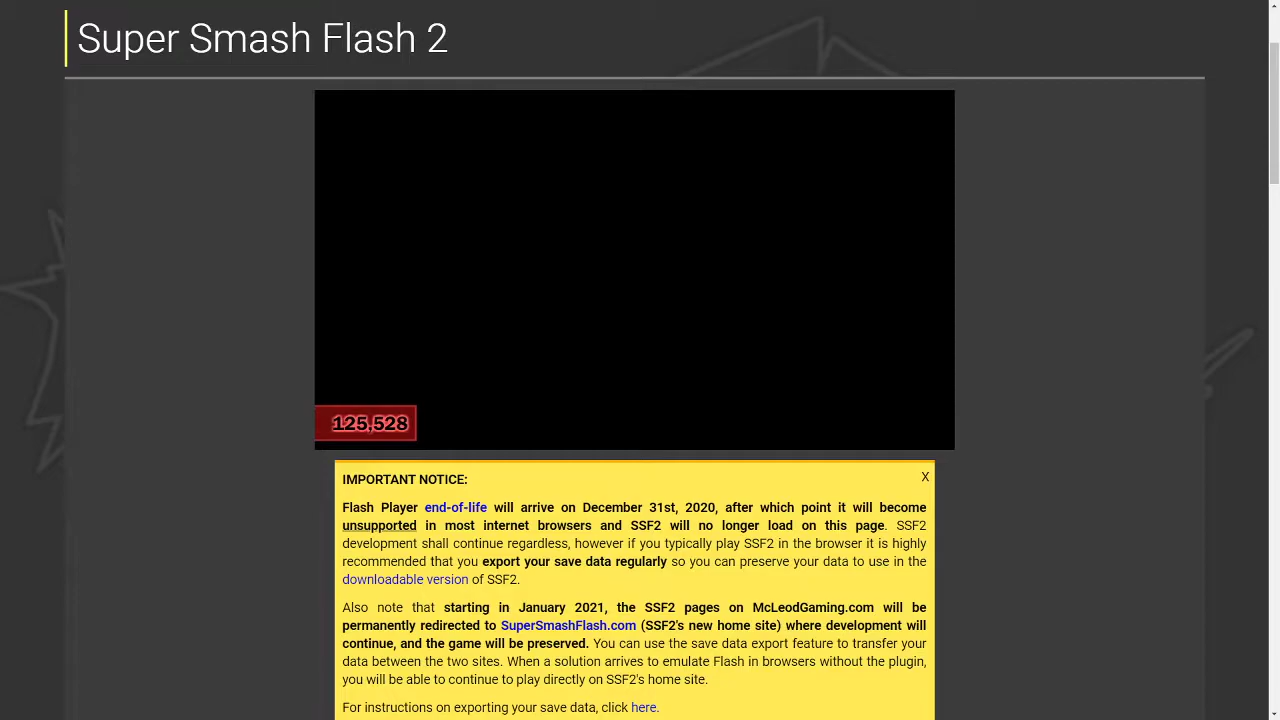 Super Smash Flash 2
125,528
IMPORTANT NOTICE:
X
Flash Player end-of-life will arrive on December 31st, 2020, after which point it will become
unsupported in most internet browsers and SSF2 will no longer load on this page. SSF2
development shall continue regardless, however if you typically play SSF2 in the browser it is highly
recommended that you export your save data regularly so you can preserve your data to use in the
downloadable version of SSF2.
Also note that starting in January 2021, the SSF2 pages on McLeodGaming.com will be
permanently redirected to SuperSmashFlash.com (SSF2's new home site) where development will
continue, and the game will be preserved. You can use the save data export feature to transfer your
data between the two sites. When a solution arrives to emulate Flash in browsers without the plugin,
you will be able to continue to play directly on SSF2's home site.
For instructions on exporting your save data, click here.